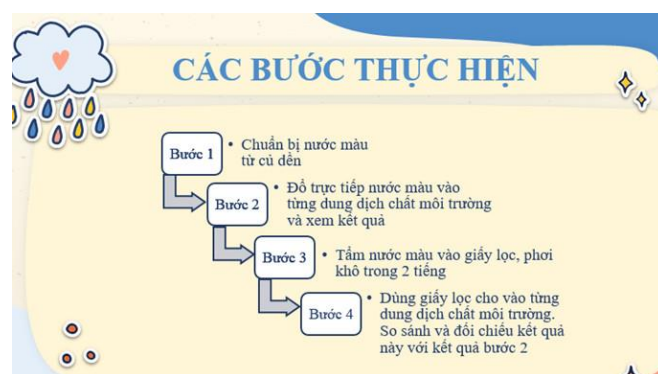 CÁC BƯỚC THỰC HIỆN
Bước 1
• Chuẩn bị nước màu
từ củ dền
Bước 2
• Đổ trực tiếp nước màu vào
từng dung dịch chất môi trường
và xem kết quả
Bước 3
• Tẩm nước màu vào giấy lọc, phơi
khô trong 2 tiếng
Bước 4
• Dùng giấy lọc cho vào từng
dung dịch chất môi trường.
So sánh và đối chiếu kết quả
này với kết quả bước 2